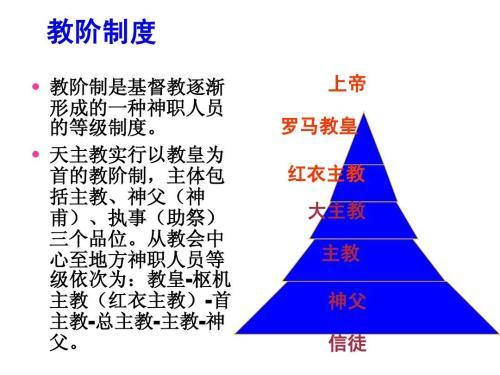 教阶制度
教阶制是基督教逐渐
形成的一种神职人员
的等级制度。
天主教实行以教皇为
首的教阶制，主体包
括主教、神父（神
甫）、执事（助祭）
三个品位。从教会中
心至地方神职人员等
级依次为：教皇-枢机
主教（红衣主教）-首
主教-总主教-主教-神
父。
上帝
罗马教皇
红衣主教
大主教
主教
神父
信徒